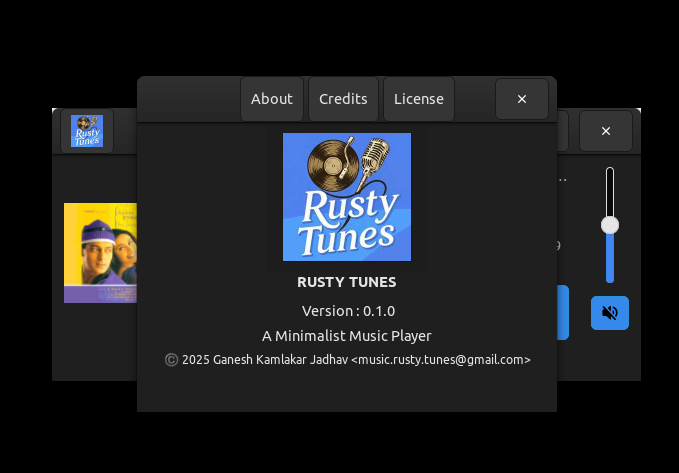 About Credits License
Rusty
Tunes
RUSTY TUNES
Version : 0.1.0
A Minimalist Music Player
© 2025 Ganesh Kamlakar Jadhav <music.rusty.tunes@gmail.com>
Rusty
Tunes
...
9